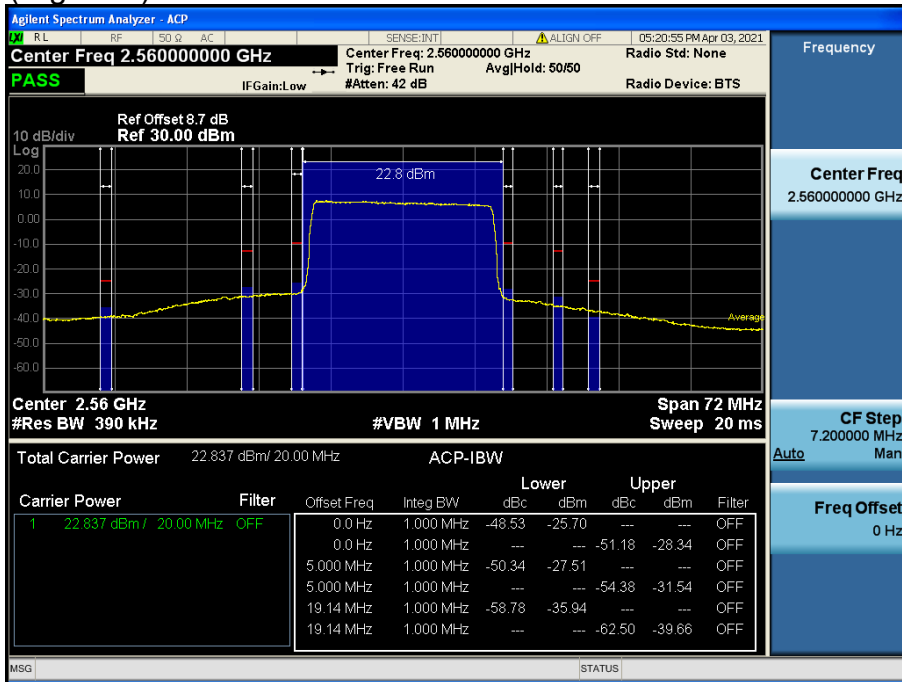 Agilent Spectrum Analyzer - ACP
LXI RL RF 50 Ω AC SENSE:INT ALIGN OFF 05:20:55 PM Apr 03, 2021
Center Freq 2.560000000 GHz Center Freq: 2.560000000 GHz Radio Std: None
Trig: Free Run Avg|Hold: 50/50
PASS IFGain:Low #Atten: 42 dB Radio Device: BTS
Ref Offset 8.7 dB
10 dB/div Ref 30.00 dBm
Log
20.0 22.8 dBm
10.0
0.00
-10.0
-20.0
-30.0
-40.0 Average
-50.0
-60.0
Center 2.56 GHz Span 72 MHz
#Res BW 390 kHz #VBW 1 MHz Sweep 20 ms
Total Carrier Power 22.837 dBm/ 20.00 MHz ACP-IBW
Lower Upper
Carrier Power Filter Offset Freq Integ BW dBc dBm dBc dBm Filter
1 22.837 dBm / 20.00 MHz OFF 0.0 Hz 1.000 MHz -48.53 -25.70 --- --- OFF
0.0 Hz 1.000 MHz --- --- -51.18 -28.34 OFF
5.000 MHz 1.000 MHz -50.34 -27.51 --- --- OFF
5.000 MHz 1.000 MHz --- --- -54.38 -31.54 OFF
19.14 MHz 1.000 MHz -58.78 -35.94 --- --- OFF
19.14 MHz 1.000 MHz --- --- -62.50 -39.66 OFF
MSG STATUS
Frequency
Center Freq
2.560000000 GHz
CF Step
7.200000 MHz
Auto Man
Freq Offset
0 Hz